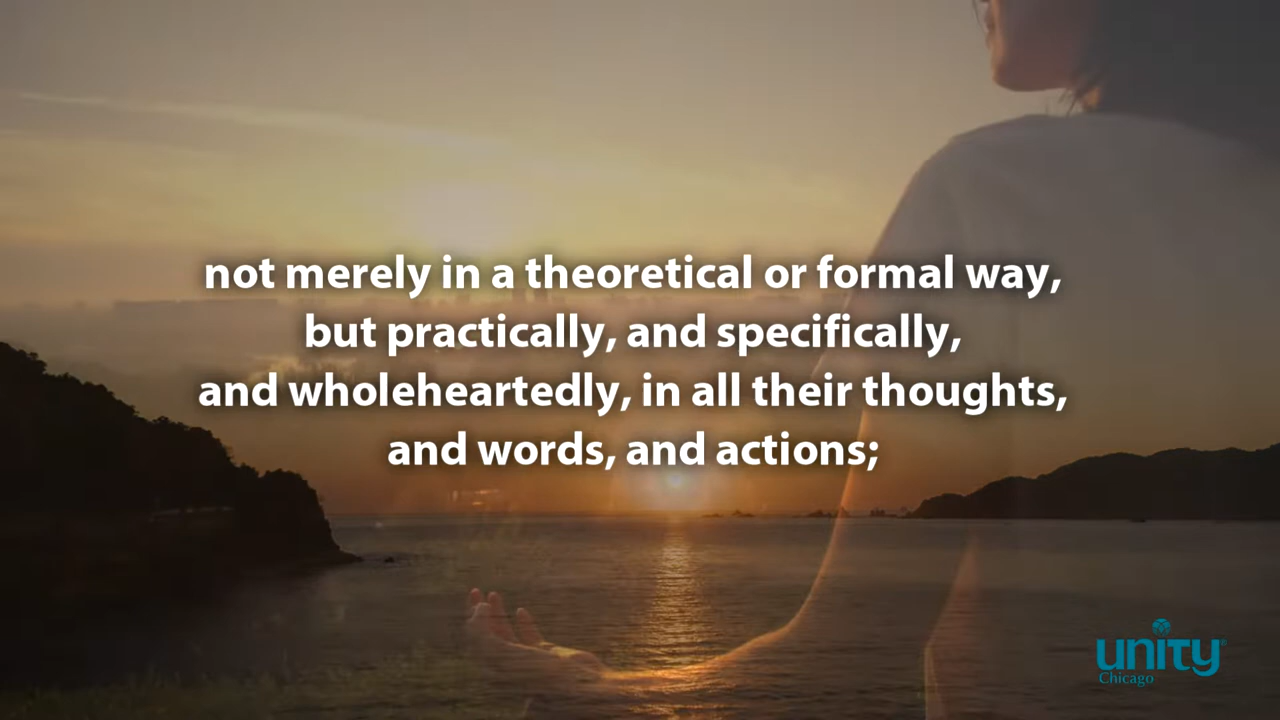 not merely in a theoretical or formal way,
but practically, and specifically,
and wholeheartedly, in all their thoughts,
and words, and actions;
unity®
Chicago